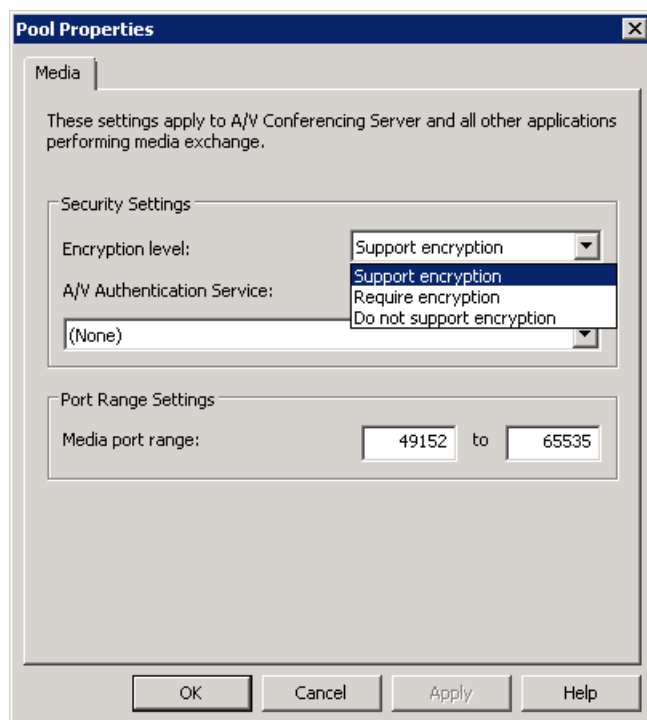 Pool Properties
Media
These settings apply to A/V Conferencing Server and all other applications
performing media exchange.
Security Settings
Encryption level:
Support encryption
Support encryption
Require encryption
Do not support encryption
A/V Authentication Service:
(None)
Port Range Settings
Media port range:
49152 to 65535
OK Cancel Apply Help